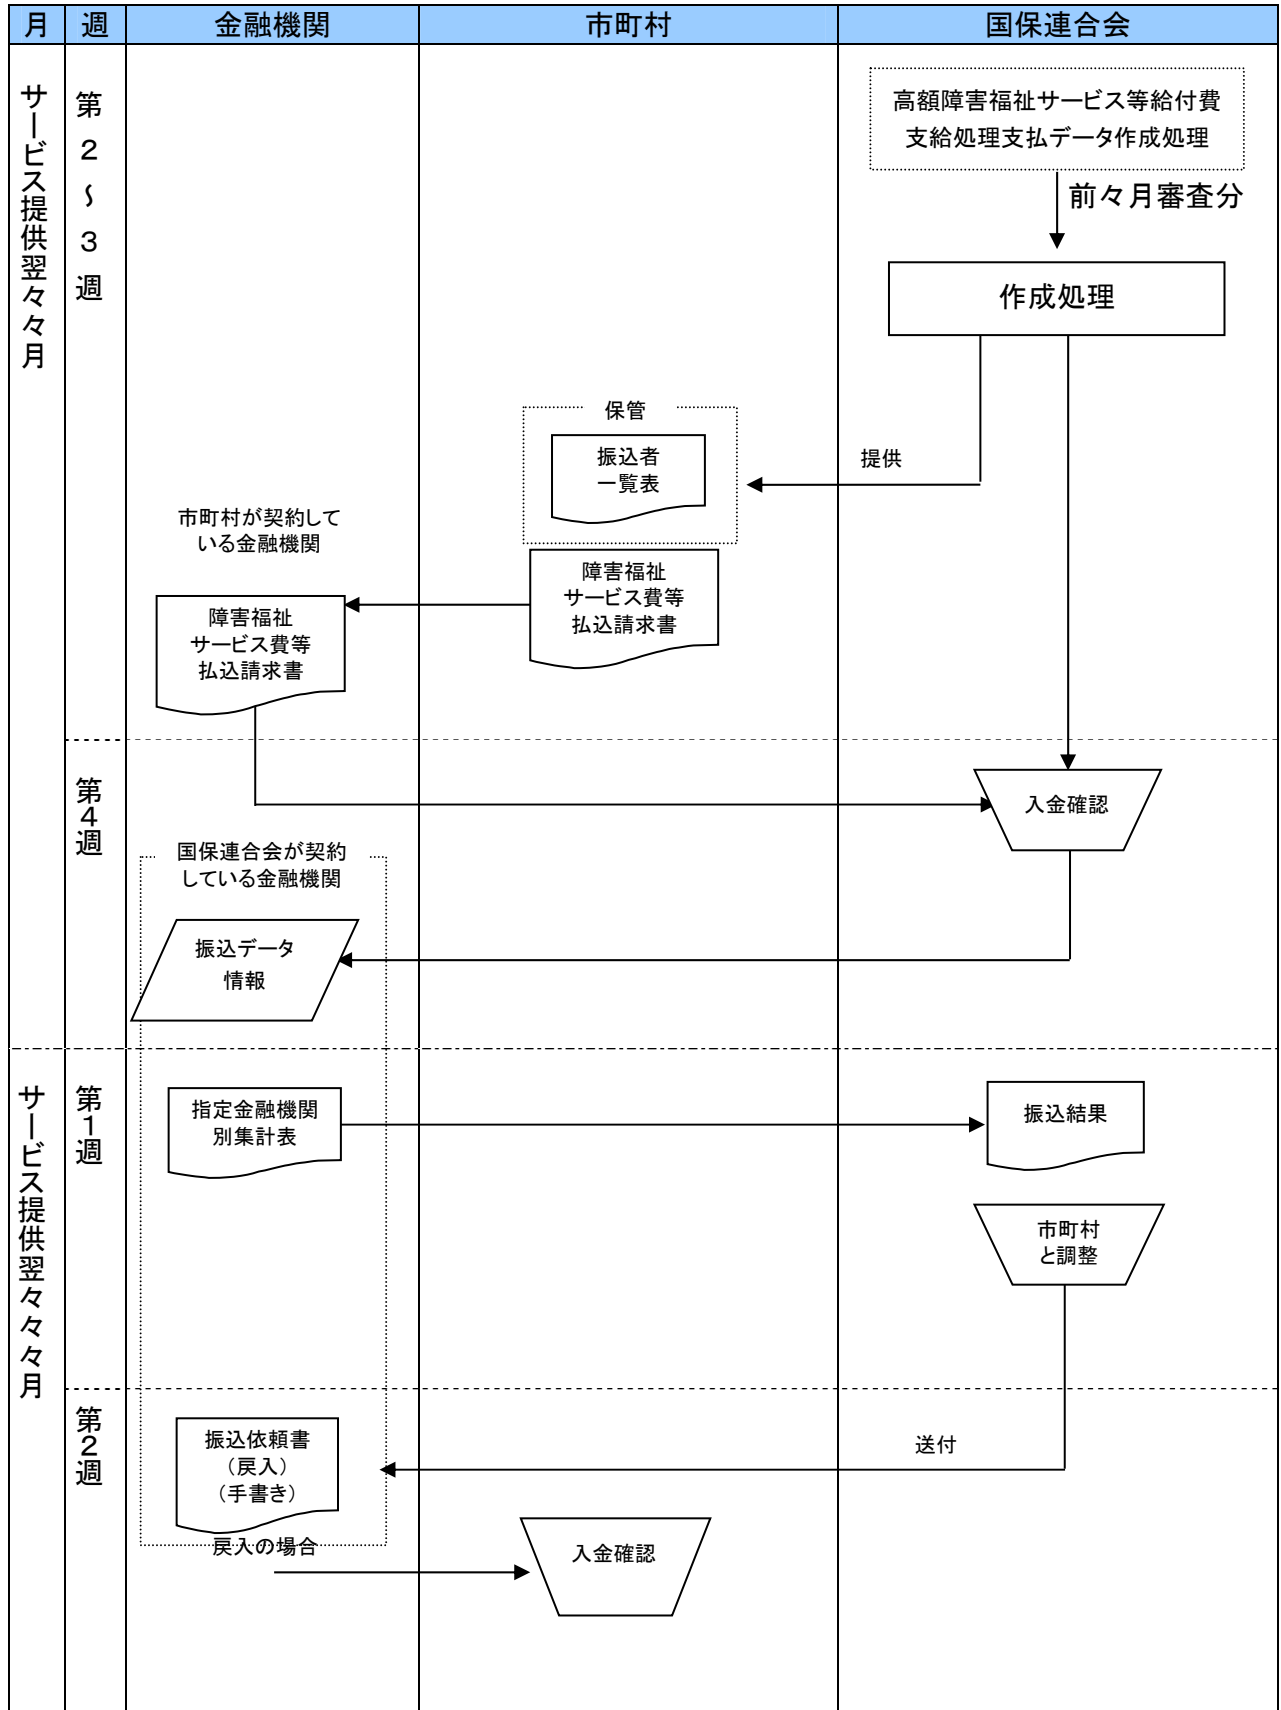 月 週 金融機関 市町村 国保連合会
サービス提供翌々月
第2～3週
高額障害福祉サービス等給付費
支給処理支払データ作成処理
前々月審査分
作成処理
保管
振込者
一覧表
提供
市町村が契約して
いる金融機関
障害福祉
サービス費等
払込請求書
障害福祉
サービス費等
払込請求書
第4週
入金確認
国保連合会が契約
している金融機関
振込データ
情報
サービス提供翌々々月
第1週
指定金融機関
別集計表
振込結果
市町村
と調整
第2週
振込依頼書
（戻入）
（手書き）
送付
戻入の場合
入金確認